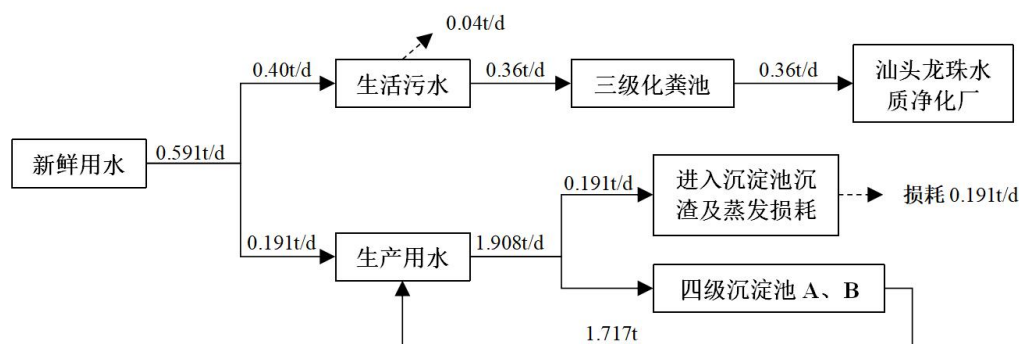 0.04t/d
0.40t/d
生活污水
0.36t/d
三级化粪池
0.36t/d
汕头龙珠水
质净化厂
新鲜用水
0.591t/d
0.191t/d
进入沉淀池沉
渣及蒸发损耗
损耗 0.191t/d
0.191t/d
生产用水
1.908t/d
四级沉淀池 A、B
1.717t